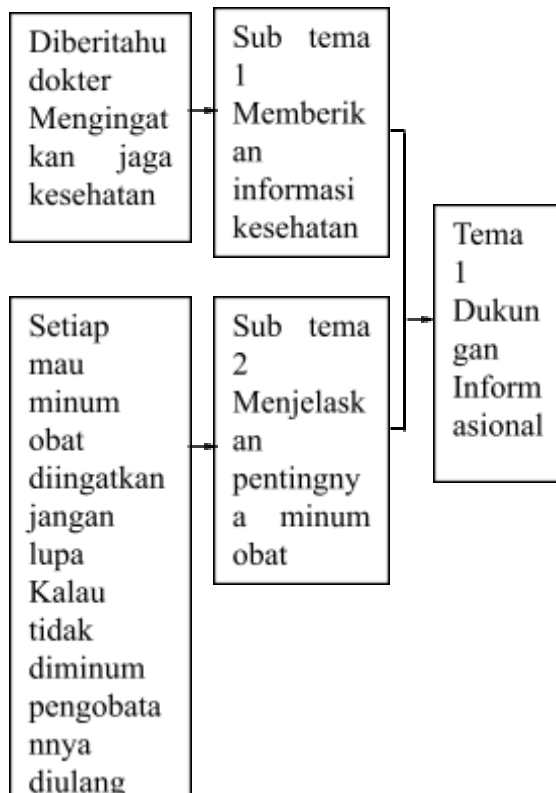 Diberitahu
dokter
Mengingat
kan jaga
kesehatan
Sub tema
1
Memberik
an
informasi
kesehatan
Setiap
mau
minum
obat
diingatkan
jangan
lupa
Kalau
tidak
diminum
pengobata
nnya
diulang
Sub tema
2
Menjelask
an
pentingny
a minum
obat
Tema
1
Dukun
gan
Inform
asional